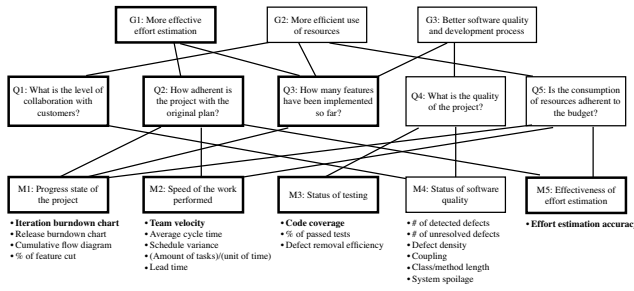 G1: More effective
effort estimation
G2: More efficient use
of resources
G3: Better software quality
and development process
Q1: What is the level of
collaboration with
customers?
Q2: How adherent is
the project with the
original plan?
Q3: How many features
have been implemented
so far?
Q4: What is the quality
of the project?
Q5: Is the consumption
of resources adherent to
the budget?
M1: Progress state of
the project
M2: Speed of the work
performed
M3: Status of testing
M4: Status of software
quality
M5: Effectiveness of
effort estimation
• Iteration burndown chart
• Release burndown chart
• Cumulative flow diagram
• % of feature cut
• Team velocity
• Average cycle time
• Schedule variance
• (Amount of tasks)/(unit of time)
• Lead time
• Code coverage
• % of passed tests
• Defect removal efficiency
• # of detected defects
• # of unresolved defects
• Defect density
• Coupling
• Class/method length
• System spoilage
• Effort estimation accurac